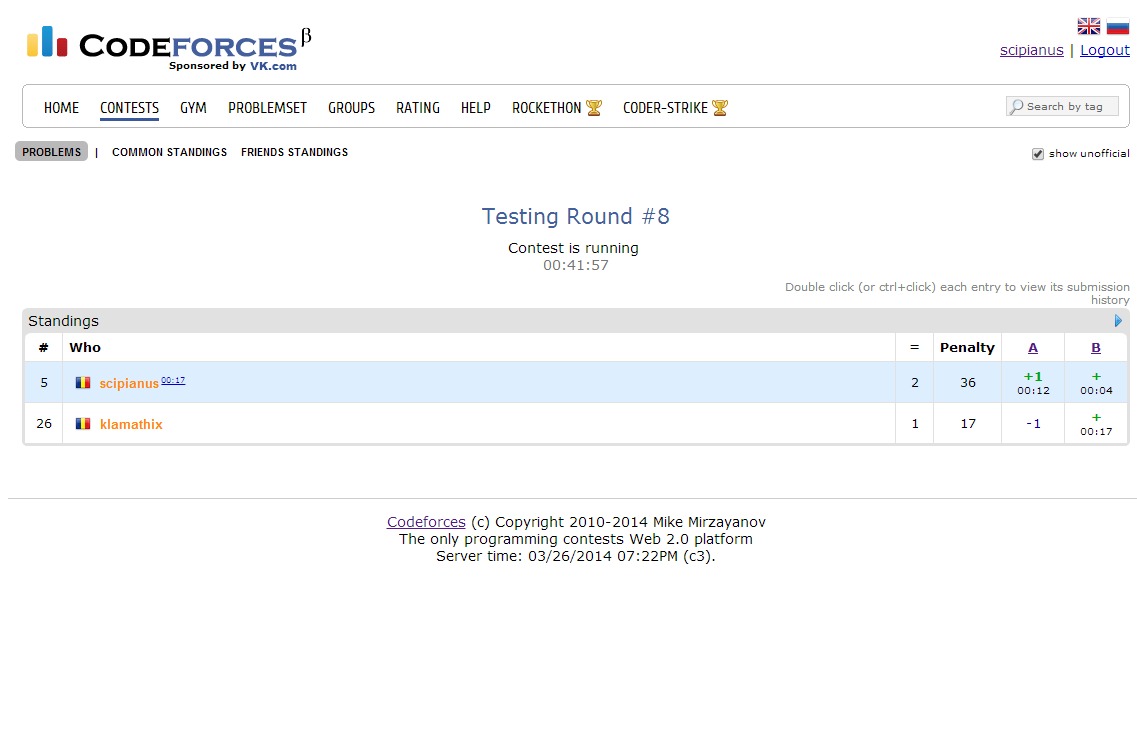 CODEFORCES β
Sponsored by VK.com
scipianus | Logout
HOME CONTESTS GYM PROBLEMSET GROUPS RATING HELP ROCKETHON CODER-STRIKE Search by tag
PROBLEMS | COMMON STANDINGS FRIENDS STANDINGS show unofficial
Testing Round #8
Contest is running
00:41:57
Double click (or ctrl+click) each entry to view its submission
history
Standings
# Who = Penalty A B
5 scipianus 00:17 2 36 +1 00:12 + 00:04
26 klamathix 1 17 -1 + 00:17
Codeforces (c) Copyright 2010-2014 Mike Mirzayanov
The only programming contests Web 2.0 platform
Server time: 03/26/2014 07:22PM (c3).